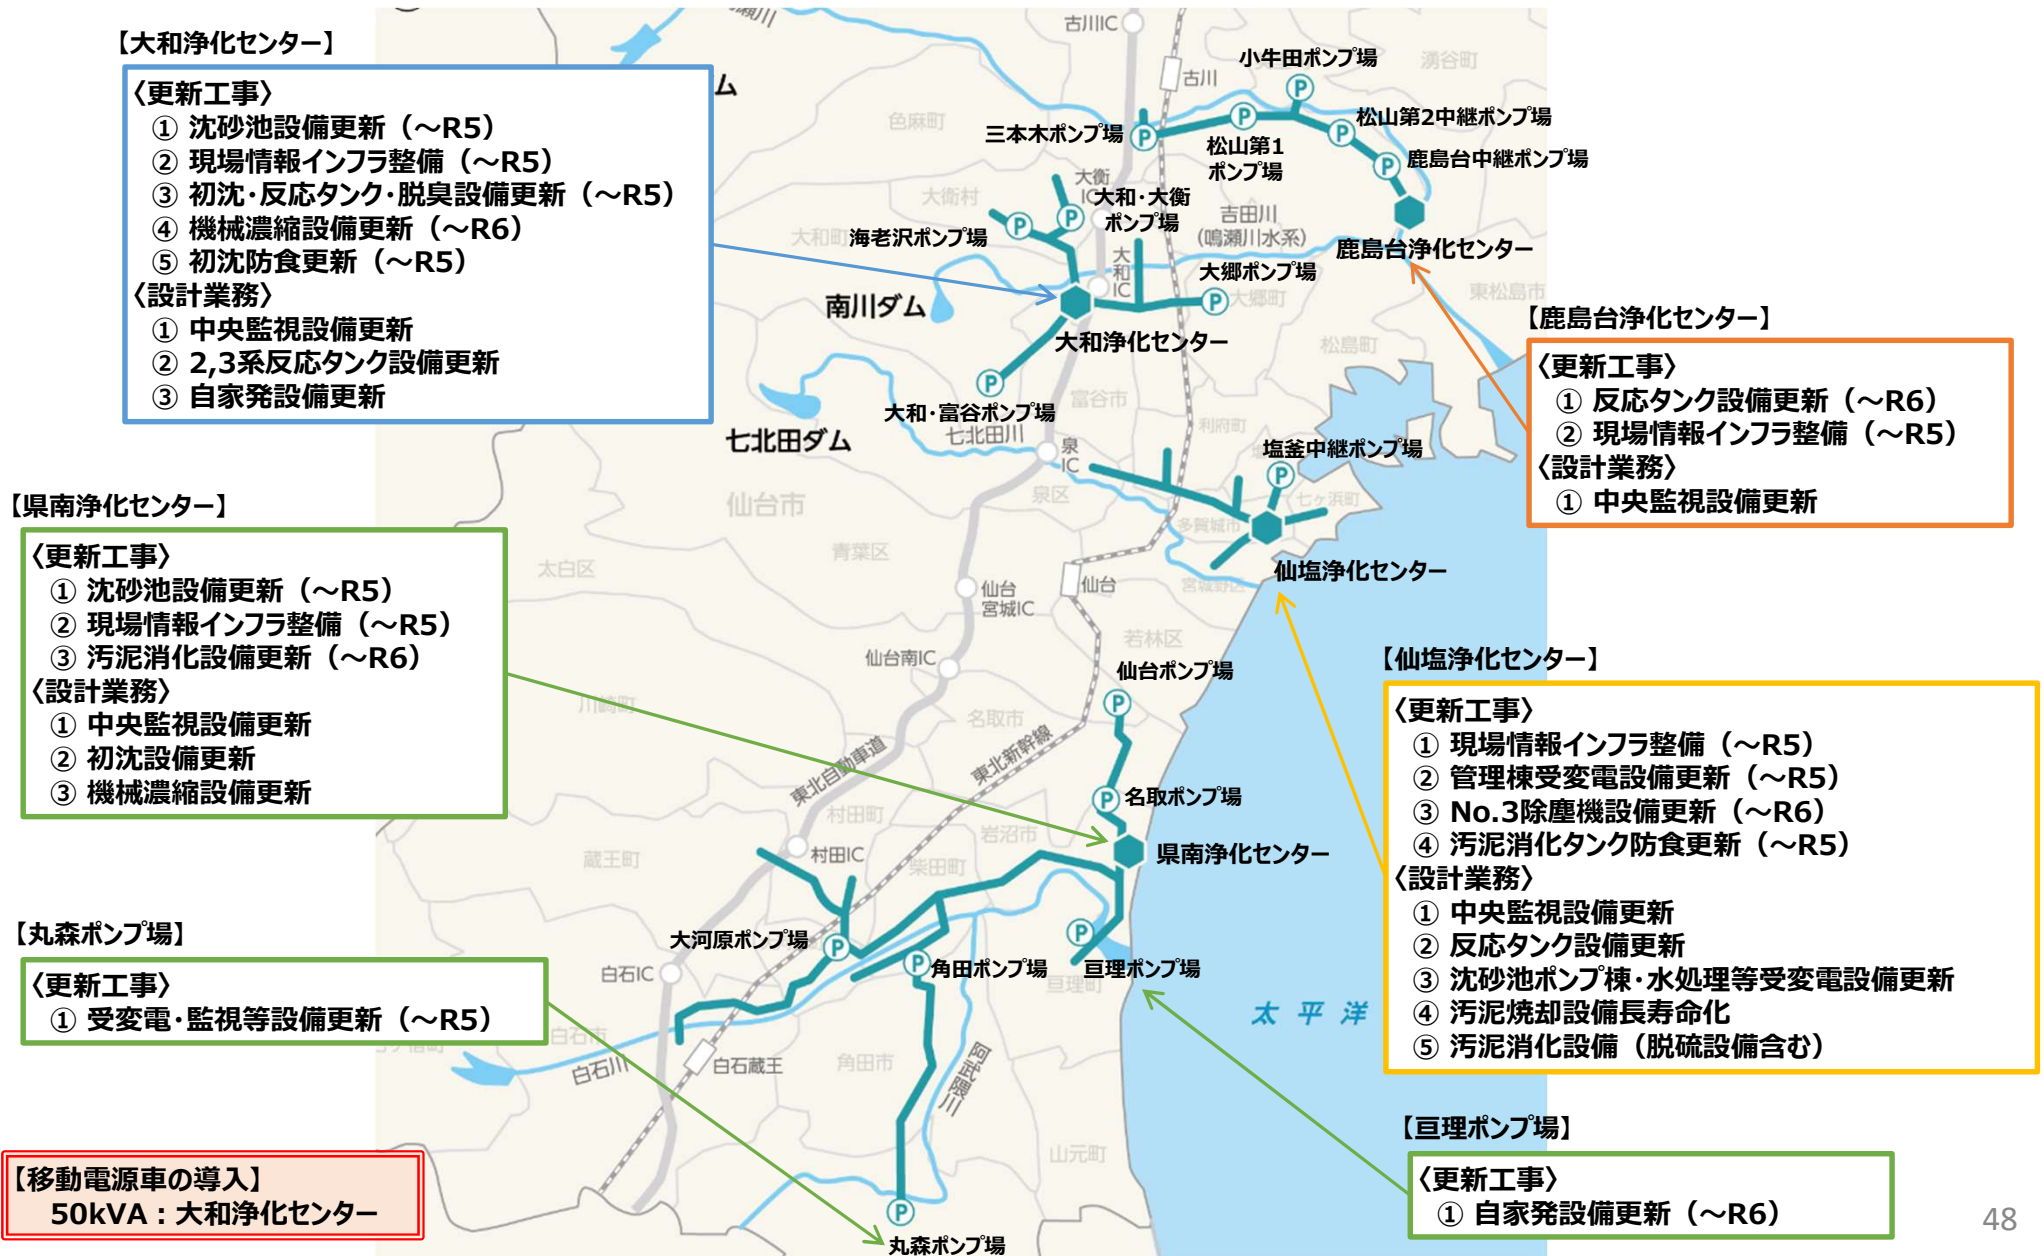 【大和浄化センター】
〈更新工事〉
① 沈砂池設備更新（～R5）
② 現場情報インフラ整備（～R5）
③ 初沈・反応タンク・脱臭設備更新（～R5）
④ 機械濃縮設備更新（～R6）
⑤ 初沈防食更新（～R5）
〈設計業務〉
① 中央監視設備更新
② 2,3系反応タンク設備更新
③ 自家発設備更新
【県南浄化センター】
〈更新工事〉
① 沈砂池設備更新（～R5）
② 現場情報インフラ整備（～R5）
③ 汚泥消化設備更新（～R6）
〈設計業務〉
① 中央監視設備更新
② 初沈設備更新
③ 機械濃縮設備更新
【丸森ポンプ場】
〈更新工事〉
① 受変電・監視等設備更新（～R5）
【移動電源車の導入】
50kVA：大和浄化センター
古川IC
古川
小牛田ポンプ場
涌谷町
ム
色麻町
三本木ポンプ場
松山第1
ポンプ場
松山第2中継ポンプ場
鹿島台中継ポンプ場
P
P
P
P
P
大衡
IC
大衡村
大和・大衡
ポンプ場
P
P
大和町
海老沢ポンプ場
吉田川
（鳴瀬川水系）
鹿島台浄化センター
大和IC
大郷ポンプ場
P
大郷町
東松島市
南川ダム
大和浄化センター
松島町
P
大和・富谷ポンプ場
富谷市
七北田川
七北田ダム
利府町
泉
IC
泉区
塩釜中継ポンプ場
P
七ヶ浜町
多賀城市
仙台市
青葉区
太白区
仙塩浄化センター
宮城野区
仙台
宮城IC
仙台
若林区
仙台南IC
仙台ポンプ場
P
川崎町
名取市
東北自動車道
東北新幹線
P
名取ポンプ場
村田町
岩沼市
県南浄化センター
村田IC
蔵王町
柴田町
大河原ポンプ場
P
P
角田ポンプ場
P
亘理ポンプ場
亘理町
白石IC
白石市
白石川
白石蔵王
角田市
阿武隈川
太平洋
山元町
P
丸森ポンプ場
【鹿島台浄化センター】
〈更新工事〉
① 反応タンク設備更新（～R6）
② 現場情報インフラ整備（～R5）
〈設計業務〉
① 中央監視設備更新
【仙塩浄化センター】
〈更新工事〉
① 現場情報インフラ整備（～R5）
② 管理棟受変電設備更新（～R5）
③ No.3除塵機設備更新（～R6）
④ 汚泥消化タンク防食更新（～R5）
〈設計業務〉
① 中央監視設備更新
② 反応タンク設備更新
③ 沈砂池ポンプ棟・水処理等受変電設備更新
④ 汚泥焼却設備長寿命化
⑤ 汚泥消化設備（脱硫設備含む）
【亘理ポンプ場】
〈更新工事〉
① 自家発設備更新（～R6）
48